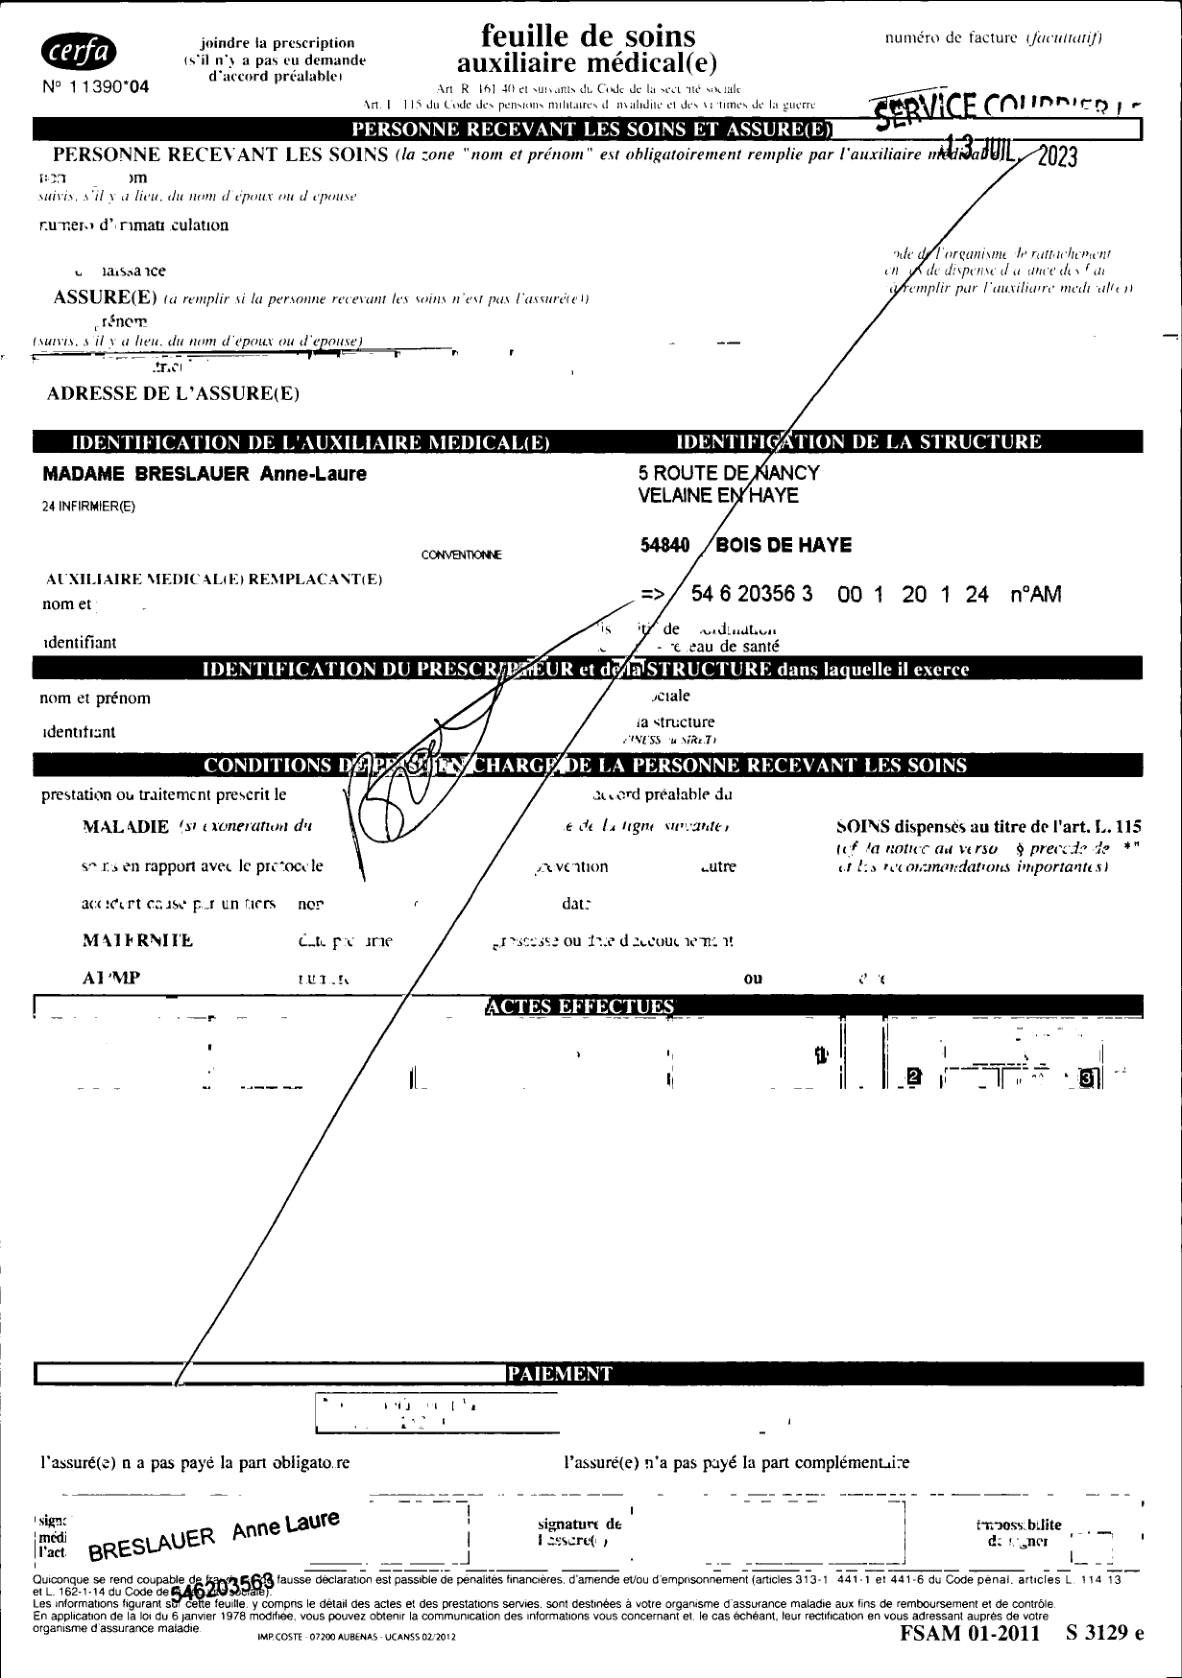 cerfa
N° 11390*04
joindre la prescription
(s'il n'y a pas eu demande
d'accord préalable)
feuille de soins
auxiliaire médical(e)
numéro de facture (facultatif)
Art. R. 161-40 et suivants du Code de la sécurité sociale
Art. L. 115 du Code des pensions militaires d'invalidité et des victimes de la guerre
SERVICE COURRIER
13 JUIL. 2023
PERSONNE RECEVANT LES SOINS ET ASSURE(E)
PERSONNE RECEVANT LES SOINS (la zone "nom et prénom" est obligatoirement remplie par l'auxiliaire médical(e))
suivis, s'il y a lieu, du nom d'époux ou d'épouse
numéro d'immatriculation
naissance
code de l'organisme de rattachement
en cas de dispense d'avance des frais
(à remplir par l'auxiliaire médical(e))
ASSURE(E) (à remplir si la personne recevant les soins n'est pas l'assuré(e))
prénom
(suivis, s'il y a lieu, du nom d'époux ou d'épouse)
ADRESSE DE L'ASSURE(E)
IDENTIFICATION DE L'AUXILIAIRE MEDICAL(E) IDENTIFICATION DE LA STRUCTURE
MADAME BRESLAUER Anne-Laure
24 INFIRMIER(E)
CONVENTIONNE
5 ROUTE DE NANCY
VELAINE EN HAYE
54840 BOIS DE HAYE
AUXILIAIRE MEDICAL(E) REMPLACANT(E)
nom et
=> 54 6 20356 3 00 1 20 1 24 n°AM
identifiant
de coordination
réseau de santé
IDENTIFICATION DU PRESCRIPTEUR et de la STRUCTURE dans laquelle il exerce
nom et prénom sociale
identifiant la structure
(FINESS ou SIRET)
CONDITIONS DE PRISE EN CHARGE DE LA PERSONNE RECEVANT LES SOINS
prestation ou traitement prescrit le accord préalable du
MALADIE (si exonération du de la ligne suivante)
SOINS dispensés au titre de l'art. L. 115
(cf. la notice au verso § précédé de "*"
et les recommandations importantes)
soins en rapport avec le protocole prévention autre
accident causé par un tiers non date
MATERNITE date présumée grossesse ou date d'accouchement
AT/MP numéro ou date
ACTES EFFECTUES
1
2
3
PAIEMENT
l'assuré(e) n'a pas payé la part obligatoire l'assuré(e) n'a pas payé la part complémentaire
médi
l'act
BRESLAUER Anne Laure
546203563
signature de
l'assuré(e)
impossibilité
de signer
Quiconque se rend coupable de fraude ou de fausse déclaration est passible de pénalités financières, d'amende et/ou d'emprisonnement (articles 313-1, 441-1 et 441-6 du Code pénal, articles L. 114-13
et L. 162-1-14 du Code de la sécurité sociale).
Les informations figurant sur cette feuille, y compris le détail des actes et des prestations servies, sont destinées à votre organisme d'assurance maladie aux fins de remboursement et de contrôle.
En application de la loi du 6 janvier 1978 modifiée, vous pouvez obtenir la communication des informations vous concernant et, le cas échéant, leur rectification en vous adressant auprès de votre
organisme d'assurance maladie.
IMP.COSTE - 07200 AUBENAS - UCANSS 02/2012
FSAM 01-2011 S 3129 e